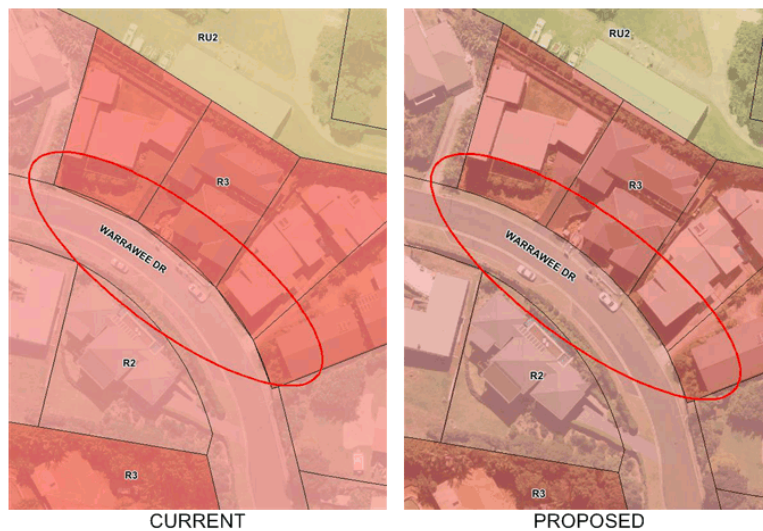 RU2
R3
WARRAWEE DR
R2
R3
CURRENT
RU2
R3
WARRAWEE DR
R2
R3
PROPOSED